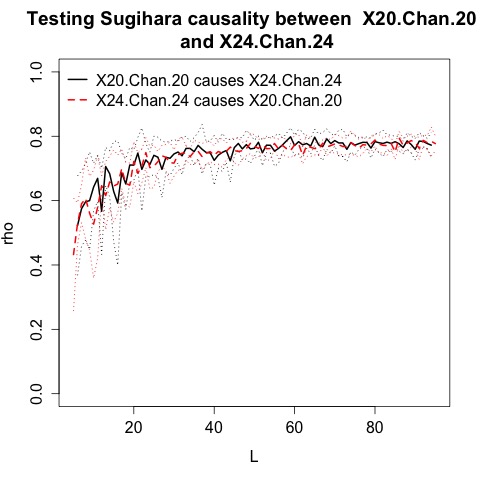 Testing Sugihara causality between  X20.Chan.20
and X24.Chan.24
X20.Chan.20 causes X24.Chan.24
X24.Chan.24 causes X20.Chan.20
1.0
0.8
0.6
0.4
0.2
0.0
rho
20 40 60 80
L